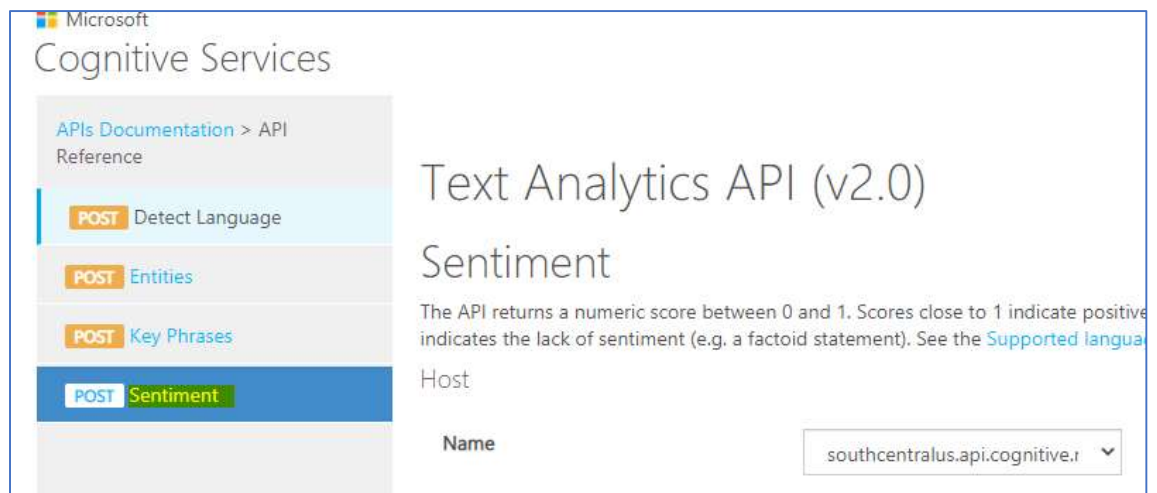 Microsoft
Cognitive Services
APIs Documentation > API
Reference
POST Detect Language
POST Entities
POST Key Phrases
POST Sentiment
Text Analytics API (v2.0)
Sentiment
The API returns a numeric score between 0 and 1. Scores close to 1 indicate positive
indicates the lack of sentiment (e.g. a factoid statement). See the Supported
Host
Name
southcentralus.api.cognitive.r